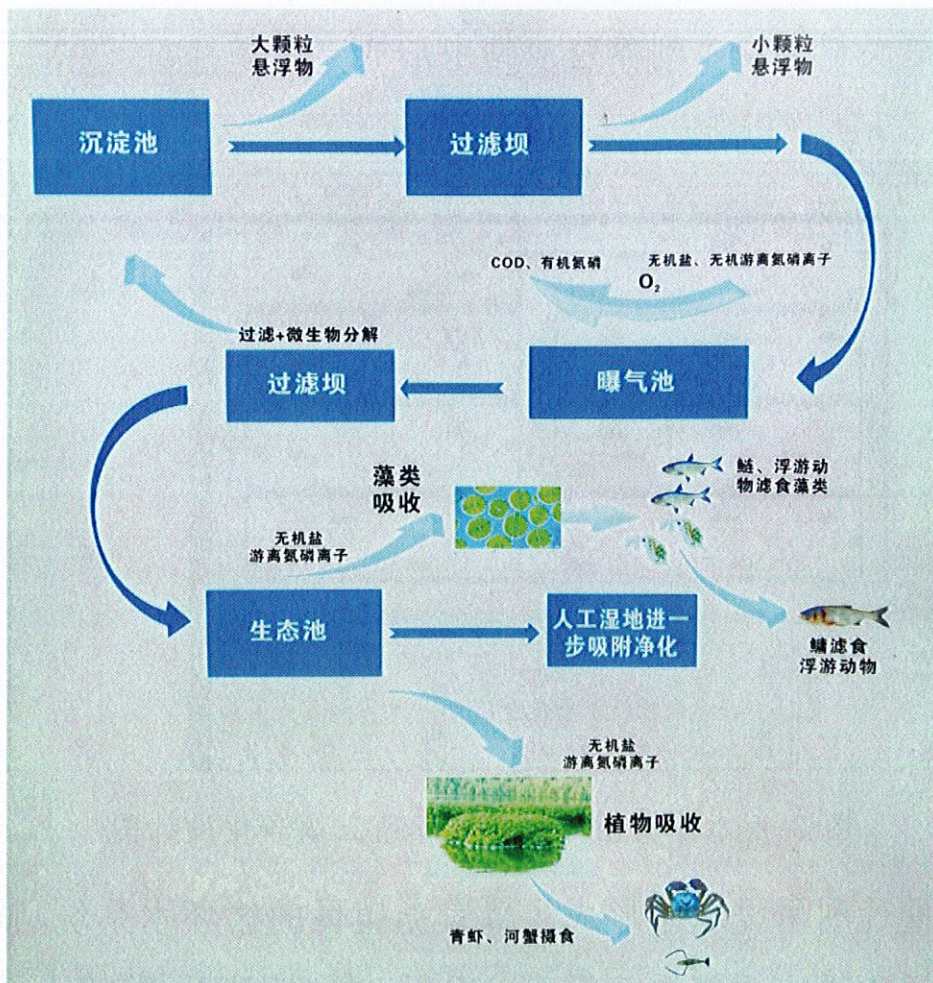 大颗粒
悬浮物
小颗粒
悬浮物
沉淀池
过滤坝
COD、有机氮磷
无机盐、无机游离氮磷离子
O₂
过滤+微生物分解
过滤坝
曝气池
藻类
吸收
鲢、浮游动
物滤食藻类
无机盐
游离氮磷离子
生态池
人工湿地进一
步吸附净化
鳙滤食
浮游动物
无机盐
游离氮磷离子
植物吸收
青虾、河蟹摄食